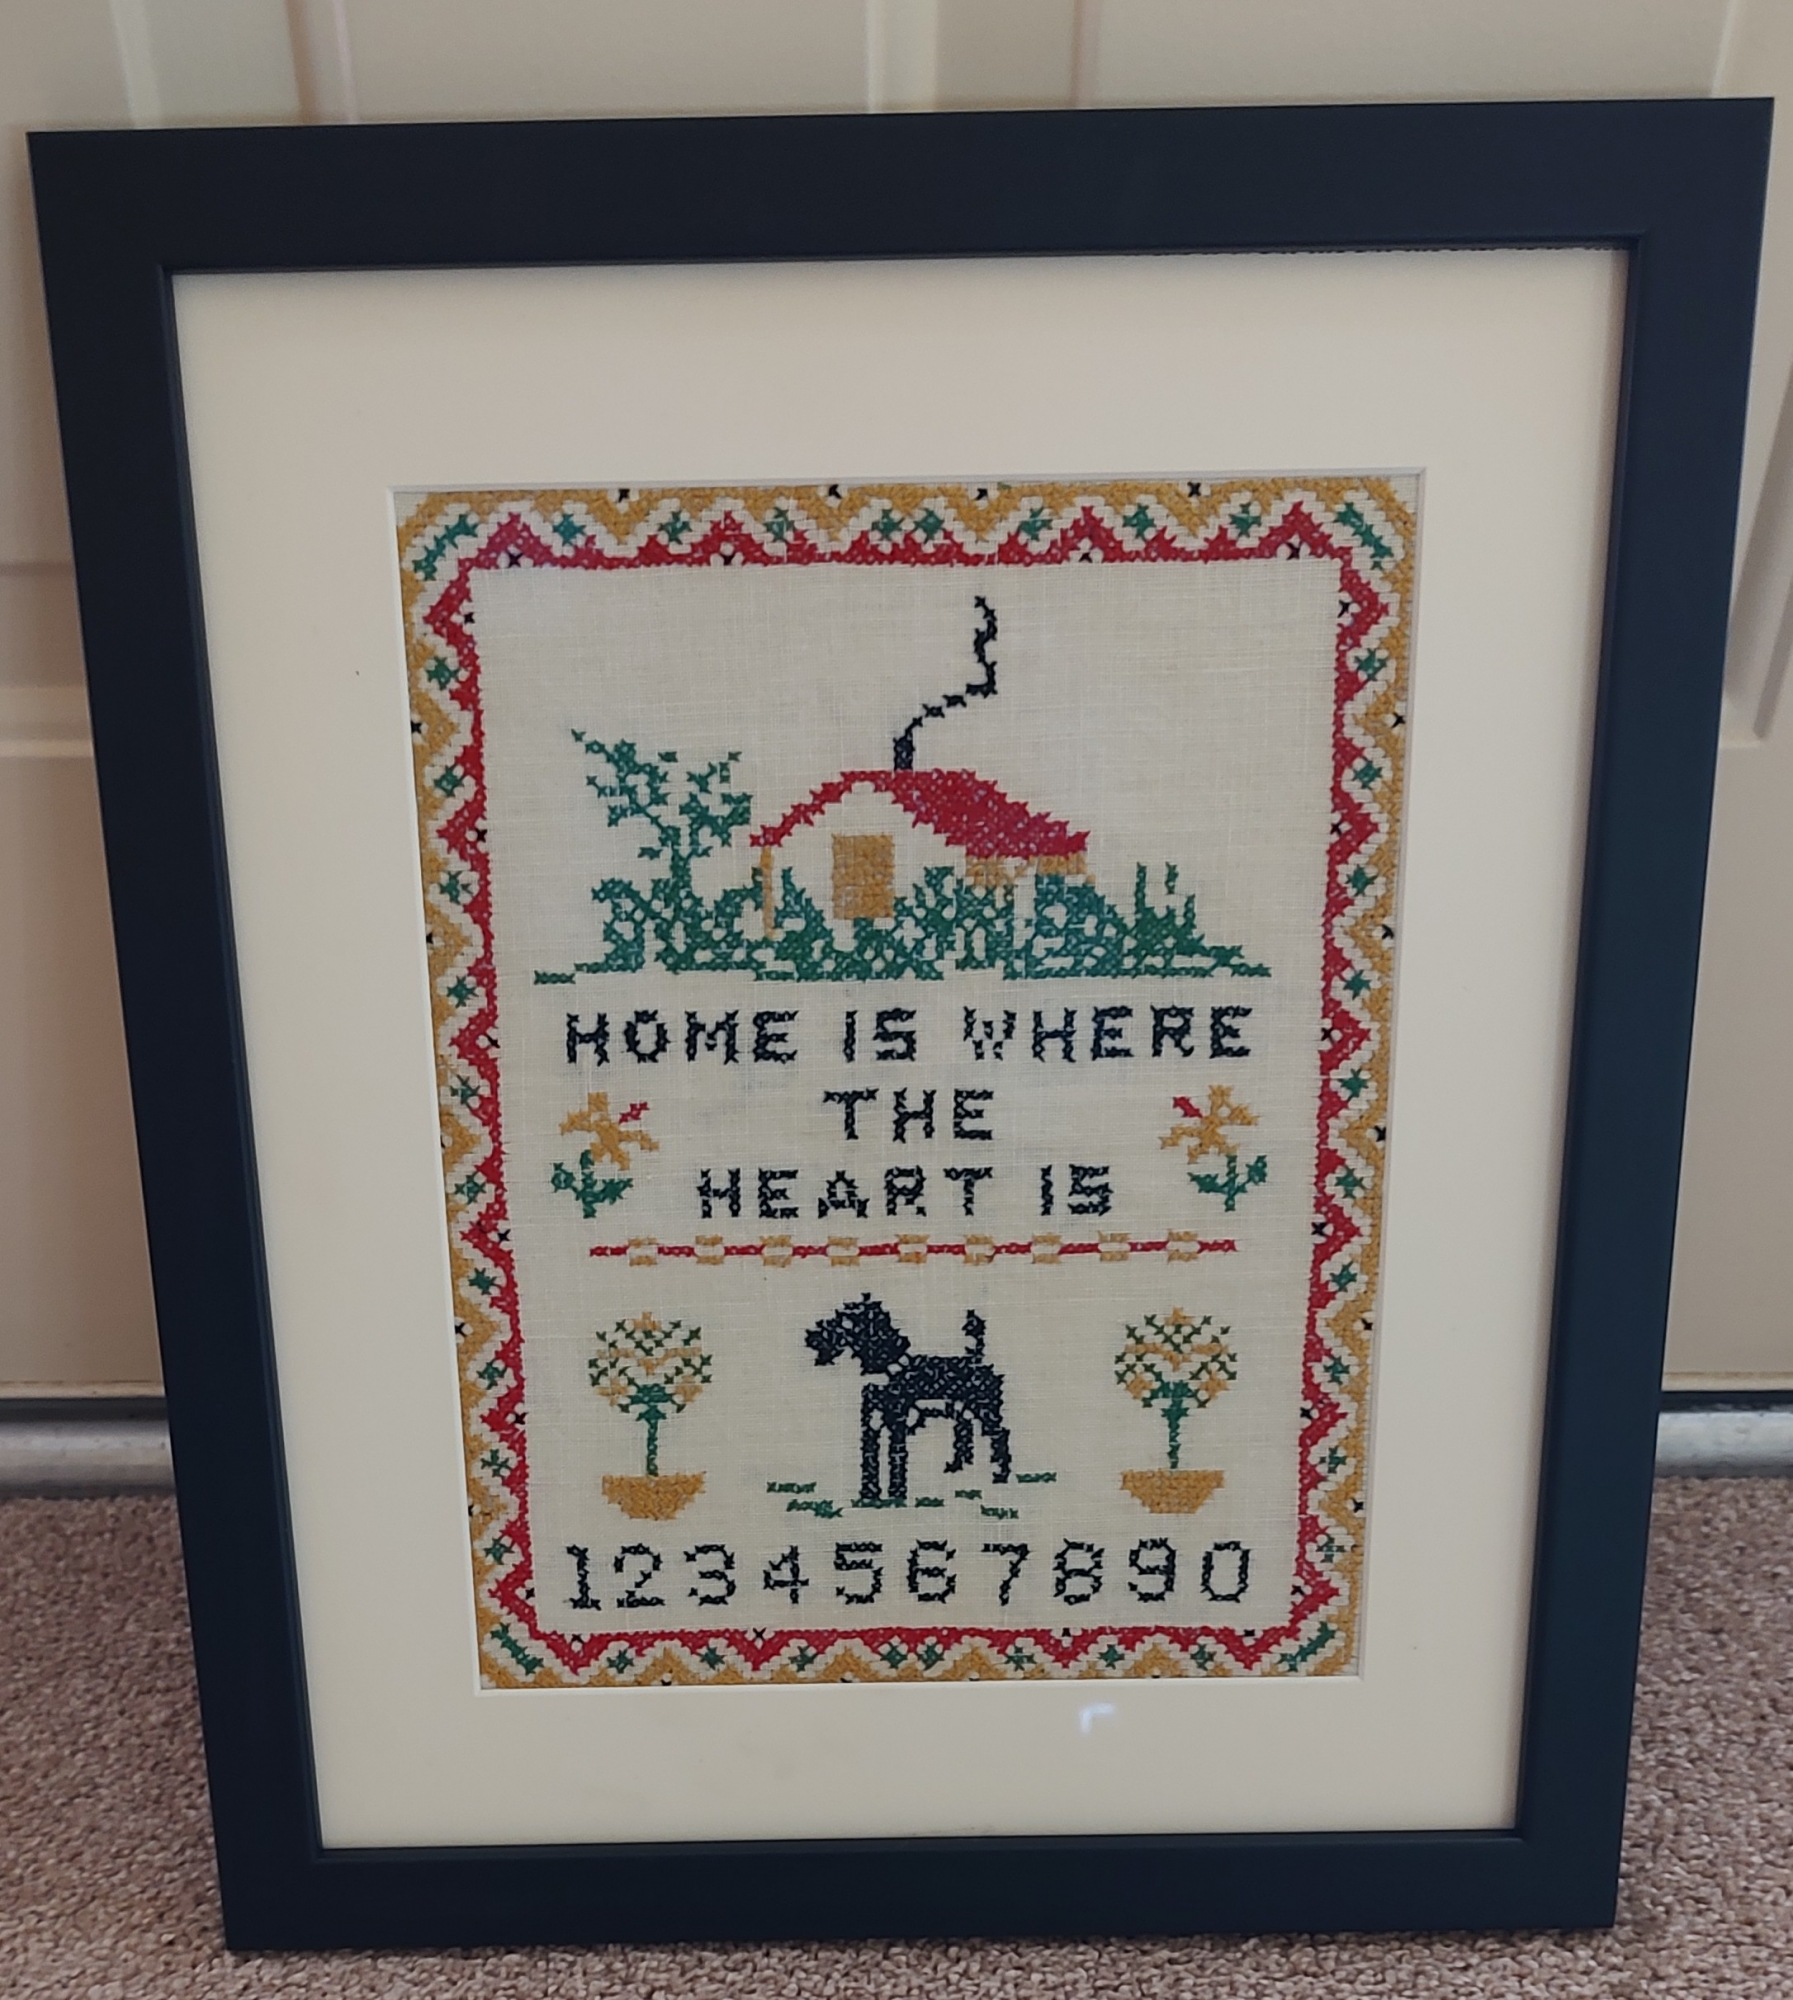 HOME IS WHERE
THE
HEART IS
1234567890